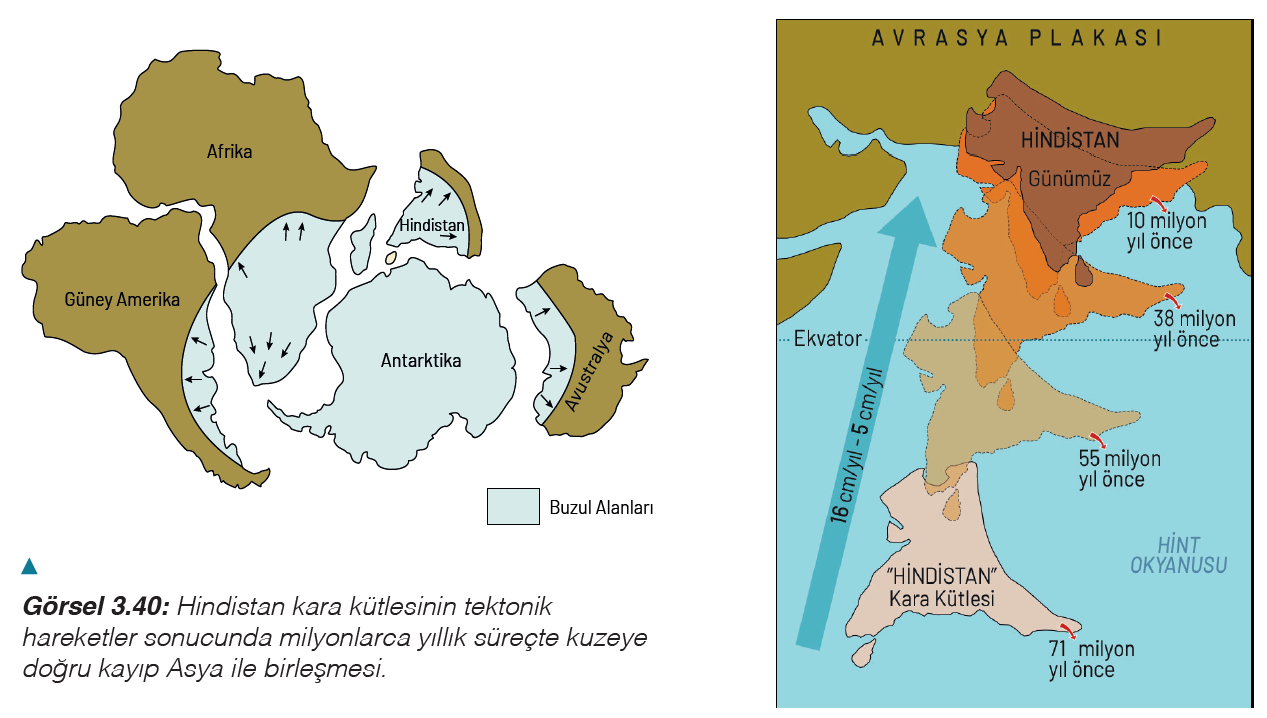 Afrika
Hindistan
Güney Amerika
Antarktika
Avustralya
Buzul Alanları
Görsel 3.40: Hindistan kara kütlesinin tektonik
hareketler sonucunda milyonlarca yıllık süreçte kuzeye
doğru kayıp Asya ile birleşmesi.
AVRASYA PLAKASI
HİNDİSTAN
Günümüz
10 milyon
yıl önce
38 milyon
yıl önce
Ekvator
16 cm/yıl - 5 cm/yıl
55 milyon
yıl önce
HİNT
OKYANUSU
"HİNDİSTAN"
Kara Kütlesi
71 milyon
yıl önce